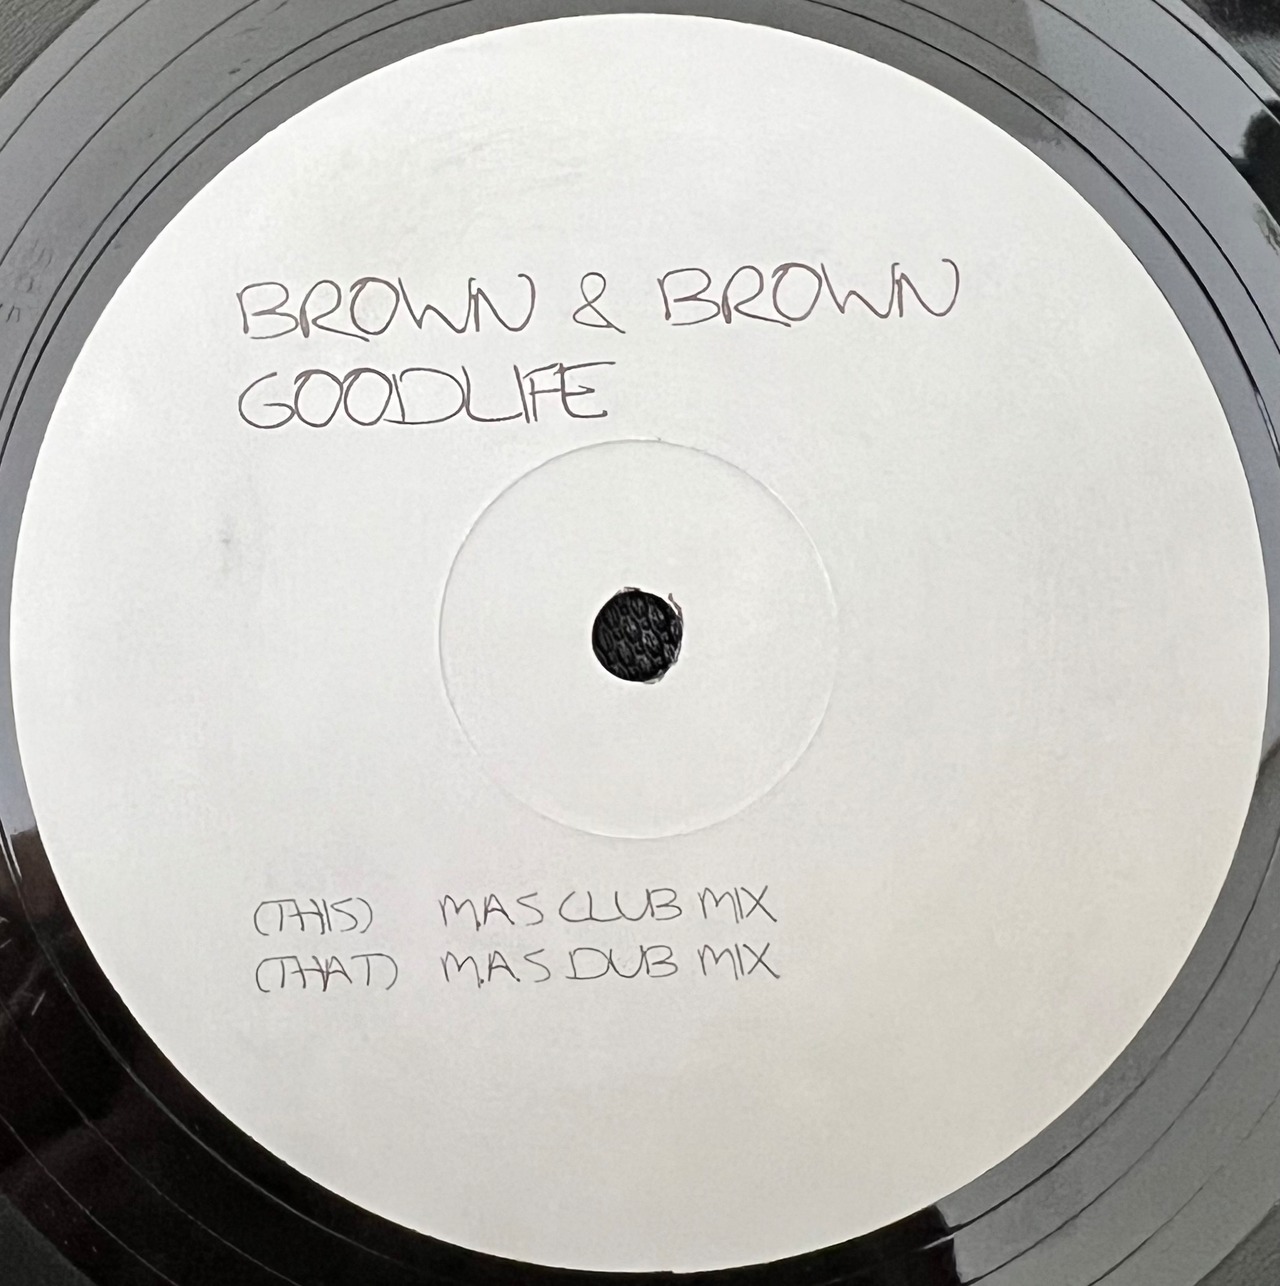 BROWN & BROWN
GOODLIFE
(THIS) M.A.S CLUB MIX
(THAT) M.A.S DUB MIX